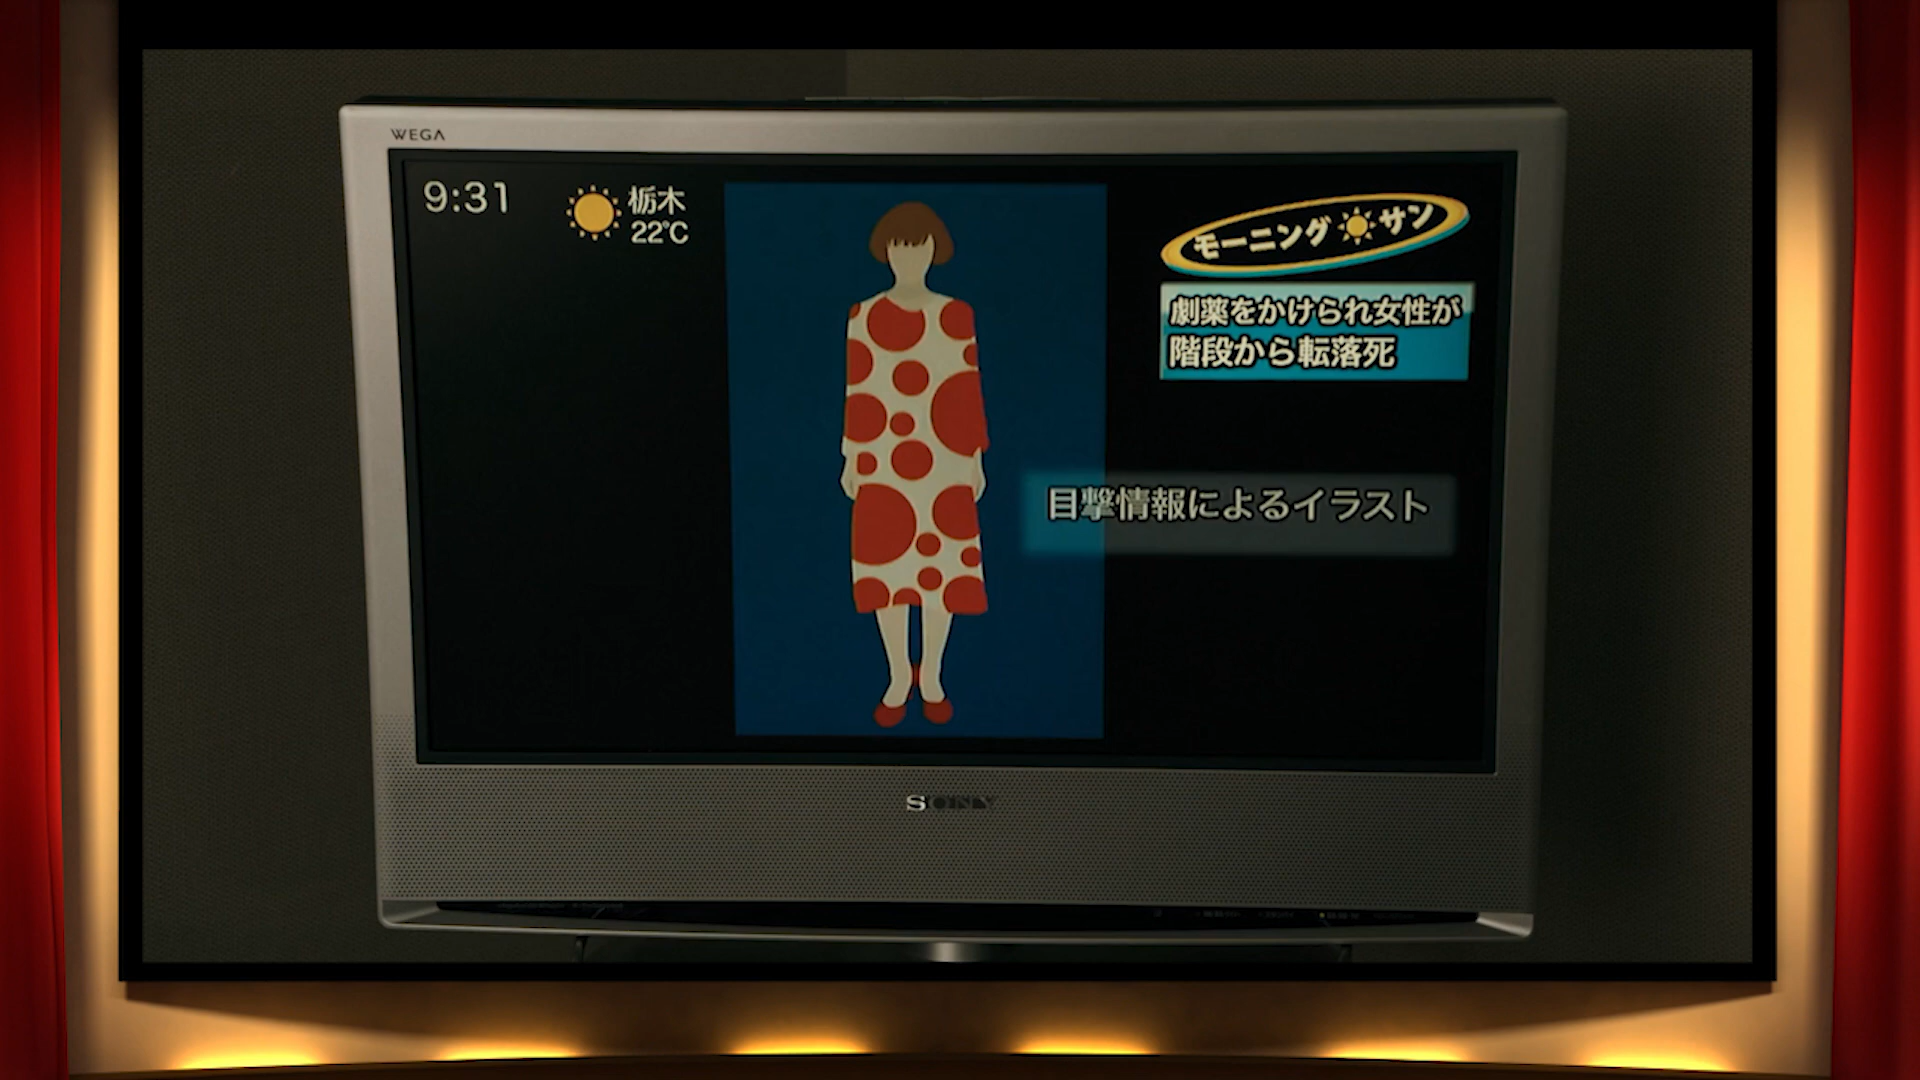 WEGA
9:31
栃木
22℃
モーニングサン
劇薬をかけられ女性が
階段から転落死
目撃情報によるイラスト
SONY